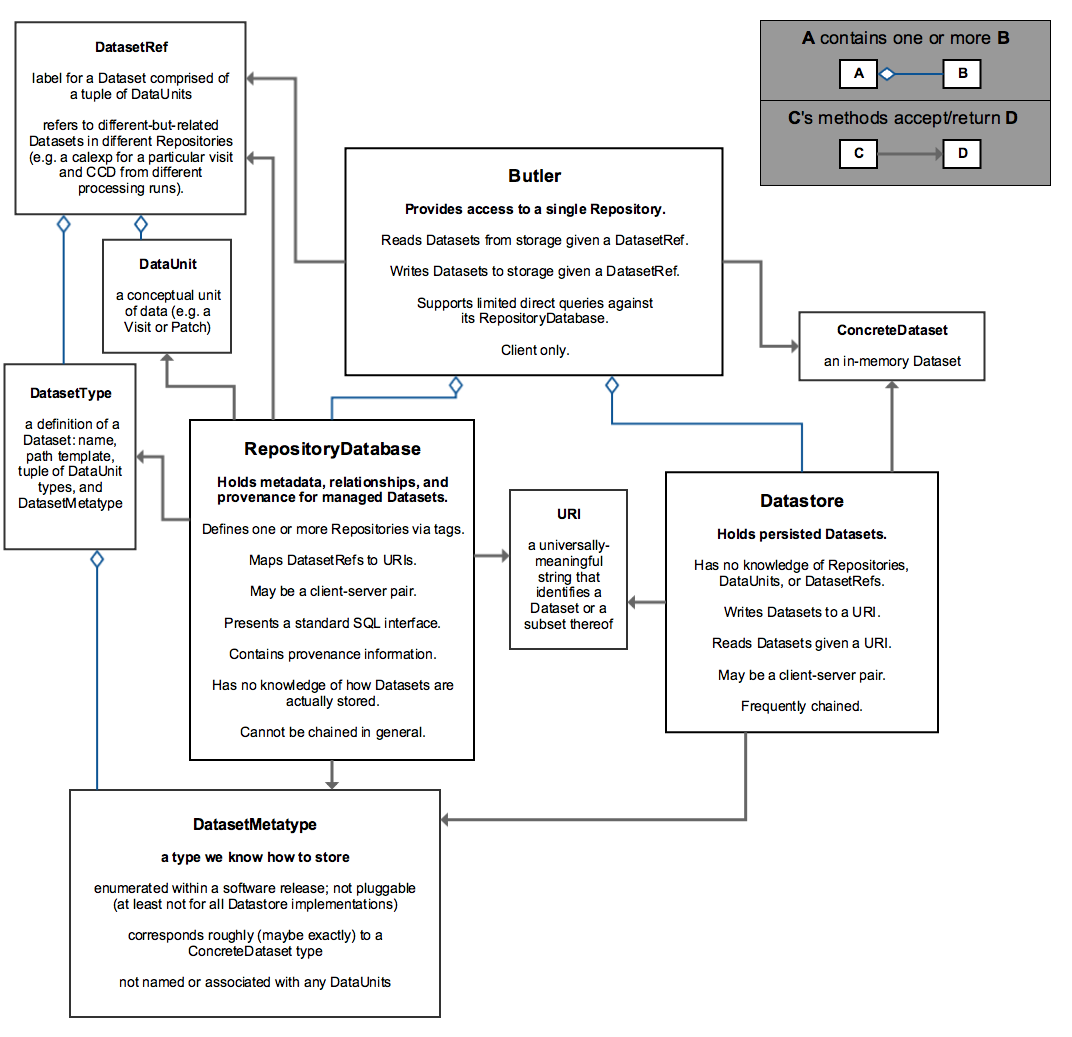 DatasetRef
label for a Dataset comprised of
a tuple of DataUnits
refers to different-but-related
Datasets in different Repositories
(e.g. a calexp for a particular visit
and CCD from different
processing runs).
A contains one or more B
A
B
C's methods accept/return D
C
D
Butler
Provides access to a single Repository.
Reads Datasets from storage given a DatasetRef.
Writes Datasets to storage given a DatasetRef.
Supports limited direct queries against
its RepositoryDatabase.
Client only.
DataUnit
a conceptual unit
of data (e.g. a
Visit or Patch)
ConcreteDataset
an in-memory Dataset
DatasetType
a definition of a
Dataset: name,
path template,
tuple of DataUnit
types, and
DatasetMetatype
RepositoryDatabase
Holds metadata, relationships, and
provenance for managed Datasets.
Defines one or more Repositories via tags.
Maps DatasetRefs to URIs.
May be a client-server pair.
Presents a standard SQL interface.
Contains provenance information.
Has no knowledge of how Datasets are
actually stored.
Cannot be chained in general.
URI
a universally-
meaningful
string that
identifies a
Dataset or a
subset thereof
Datastore
Holds persisted Datasets.
Has no knowledge of Repositories,
DataUnits, or DatasetRefs.
Writes Datasets to a URI.
Reads Datasets given a URI.
May be a client-server pair.
Frequently chained.
DatasetMetatype
a type we know how to store
enumerated within a software release; not pluggable
(at least not for all Datastore implementations)
corresponds roughly (maybe exactly) to a
ConcreteDataset type
not named or associated with any DataUnits